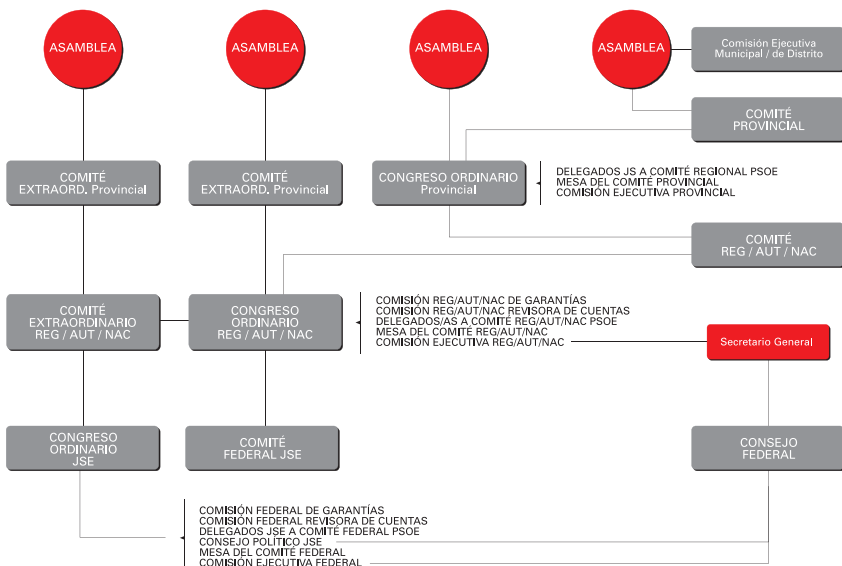 ASAMBLEA
ASAMBLEA
ASAMBLEA
ASAMBLEA
Comisión Ejecutiva
Municipal / de Distrito
COMITÉ
PROVINCIAL
COMITÉ
EXTRAORD. Provincial
COMITÉ
EXTRAORD. Provincial
CONGRESO ORDINARIO
Provincial
DELEGADOS JS A COMITÉ REGIONAL PSOE
MESA DEL COMITÉ PROVINCIAL
COMISIÓN EJECUTIVA PROVINCIAL
COMITÉ
REG / AUT / NAC
COMITÉ
EXTRAORDINARIO
REG / AUT / NAC
CONGRESO
ORDINARIO
REG / AUT / NAC
COMISIÓN REG/AUT/NAC DE GARANTÍAS
COMISIÓN REG/AUT/NAC REVISORA DE CUENTAS
DELEGADOS/AS A COMITÉ REG/AUT/NAC PSOE
MESA DEL COMITÉ REG/AUT/NAC
COMISIÓN EJECUTIVA REG/AUT/NAC
Secretario General
CONGRESO
ORDINARIO
JSE
COMITÉ
FEDERAL JSE
CONSEJO
FEDERAL
COMISIÓN FEDERAL DE GARANTÍAS
COMISIÓN FEDERAL REVISORA DE CUENTAS
DELEGADOS JSE A COMITÉ FEDERAL PSOE
CONSEJO POLÍTICO JSE
MESA DEL COMITÉ FEDERAL
COMISIÓN EJECUTIVA FEDERAL